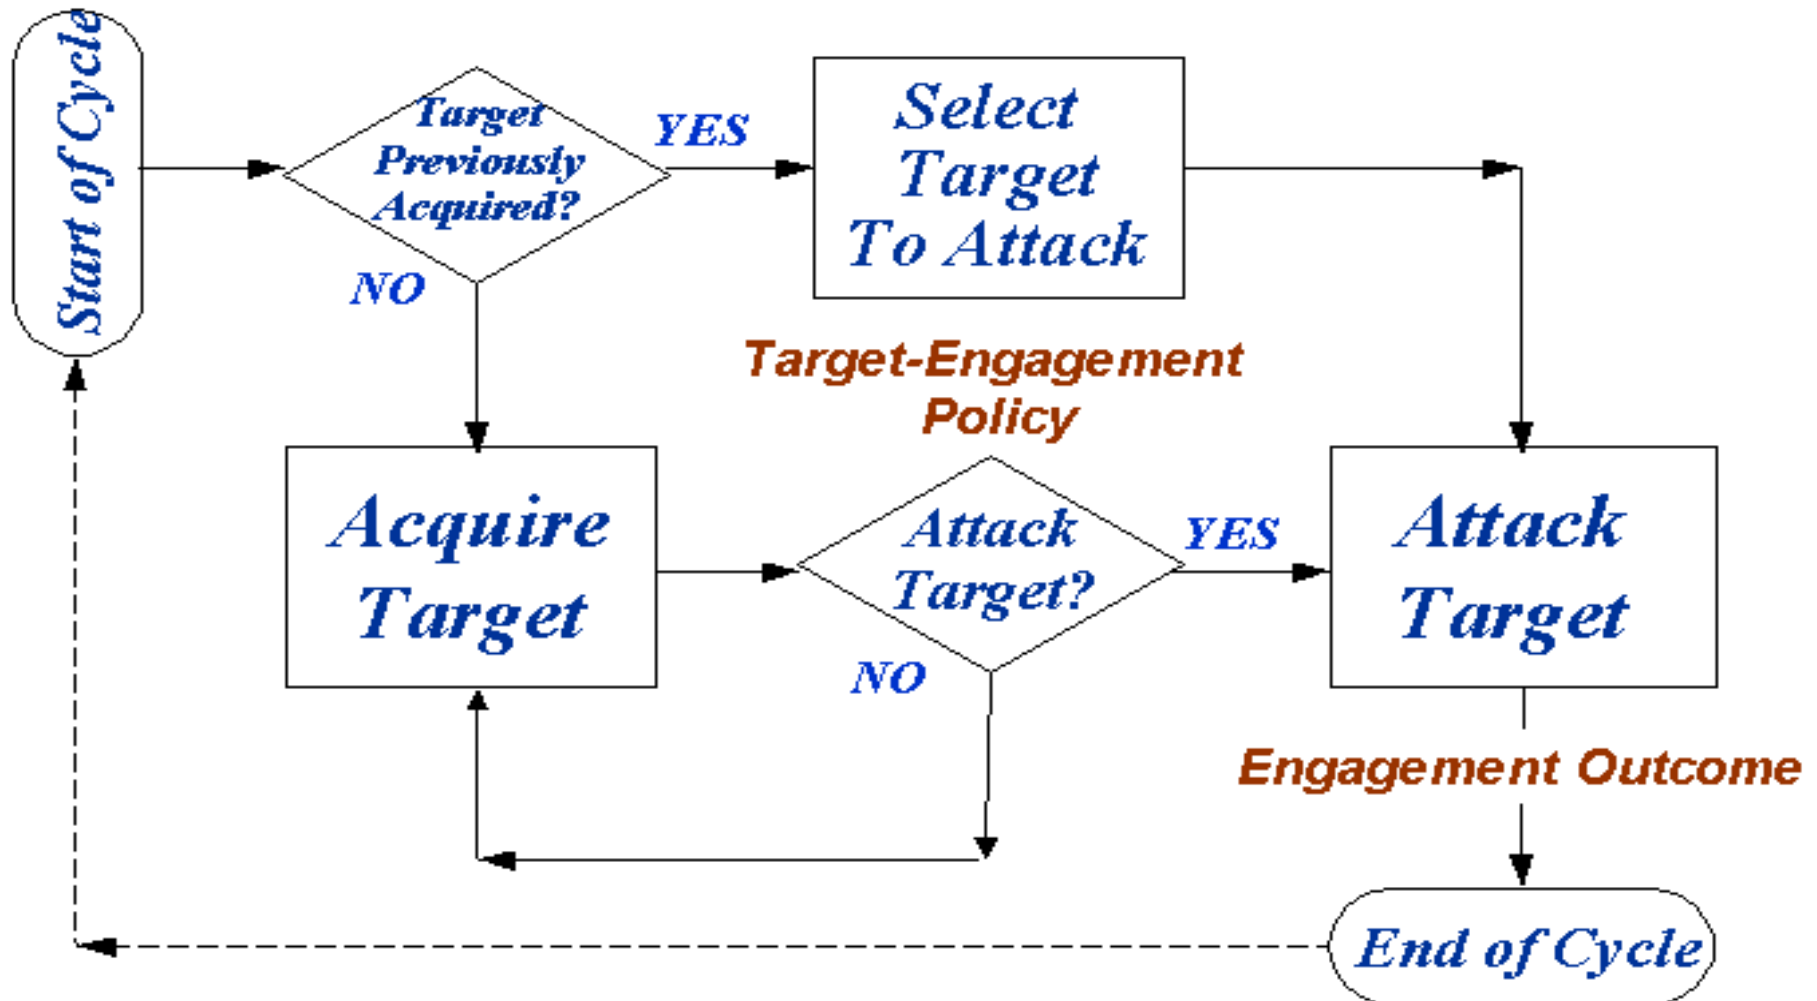 Start of Cycle
Target
Previously
Acquired?
YES
NO
Select
Target
To Attack
Target-Engagement
Policy
Acquire
Target
Attack
Target?
YES
NO
Attack
Target
Engagement Outcome
End of Cycle